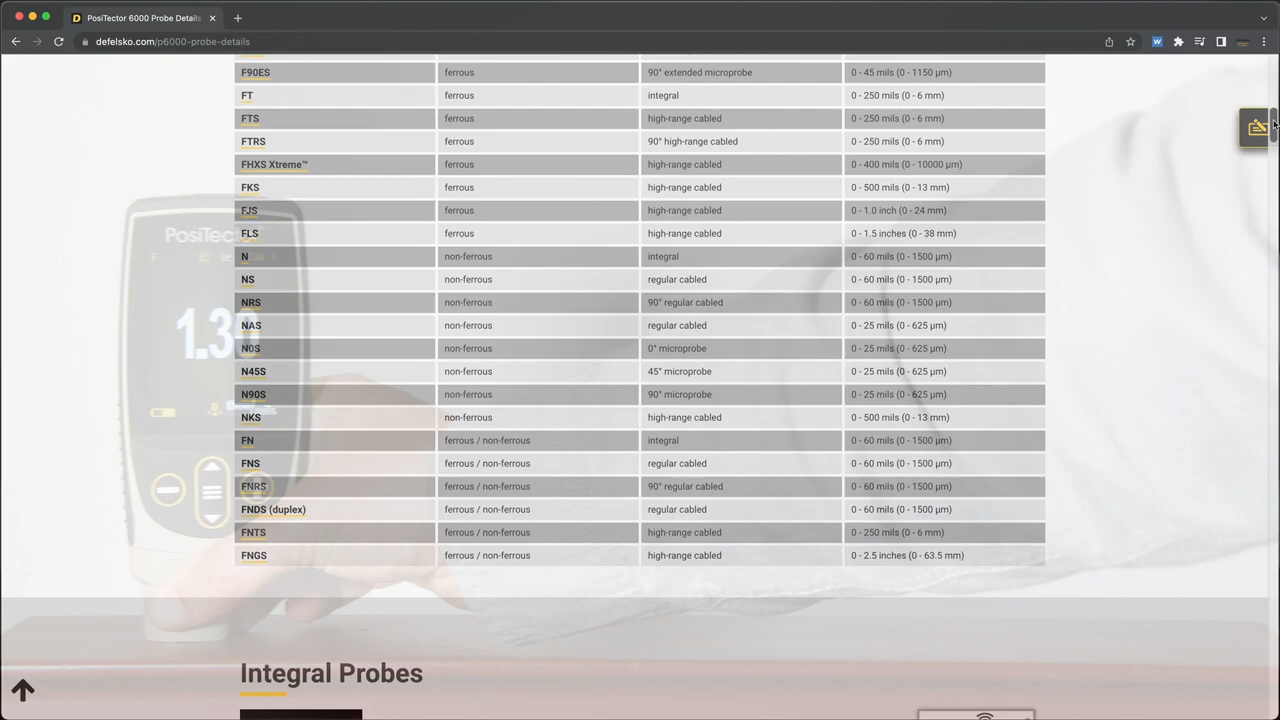 PosiTector 6000 Probe Details
defelsko.com/p6000-probe-details
F90ES ferrous 90° extended microprobe 0 - 45 mils (0 - 1150 μm)
FT ferrous integral 0 - 250 mils (0 - 6 mm)
FTS ferrous high-range cabled 0 - 250 mils (0 - 6 mm)
FTRS ferrous 90° high-range cabled 0 - 250 mils (0 - 6 mm)
FHXS Xtreme™ ferrous high-range cabled 0 - 400 mils (0 - 10000 μm)
FKS ferrous high-range cabled 0 - 500 mils (0 - 13 mm)
FJS ferrous high-range cabled 0 - 1.0 inch (0 - 24 mm)
FLS ferrous high-range cabled 0 - 1.5 inches (0 - 38 mm)
N non-ferrous integral 0 - 60 mils (0 - 1500 μm)
NS non-ferrous regular cabled 0 - 60 mils (0 - 1500 μm)
NRS non-ferrous 90° regular cabled 0 - 60 mils (0 - 1500 μm)
NAS non-ferrous regular cabled 0 - 25 mils (0 - 625 μm)
N0S non-ferrous 0° microprobe 0 - 25 mils (0 - 625 μm)
N45S non-ferrous 45° microprobe 0 - 25 mils (0 - 625 μm)
N90S non-ferrous 90° microprobe 0 - 25 mils (0 - 625 μm)
NKS non-ferrous high-range cabled 0 - 500 mils (0 - 13 mm)
FN ferrous / non-ferrous integral 0 - 60 mils (0 - 1500 μm)
FNS ferrous / non-ferrous regular cabled 0 - 60 mils (0 - 1500 μm)
FNRS ferrous / non-ferrous 90° regular cabled 0 - 60 mils (0 - 1500 μm)
FNDS (duplex) ferrous / non-ferrous regular cabled 0 - 60 mils (0 - 1500 μm)
FNTS ferrous / non-ferrous high-range cabled 0 - 250 mils (0 - 6 mm)
FNGS ferrous / non-ferrous high-range cabled 0 - 2.5 inches (0 - 63.5 mm)
1.30
Integral Probes